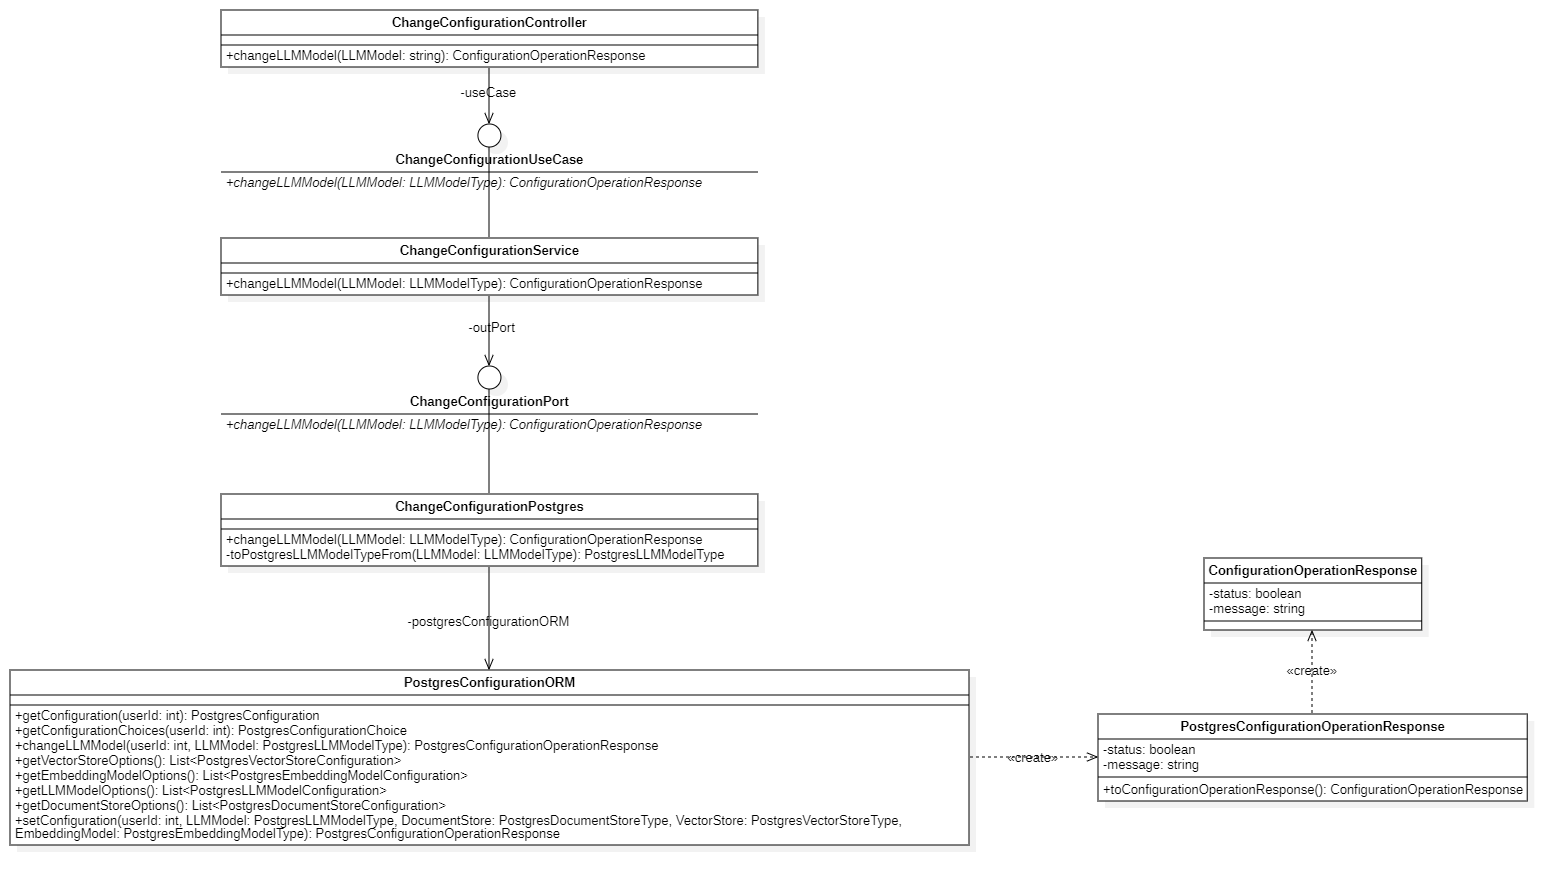 ChangeConfigurationController
+changeLLMModel(LLMModel: string): ConfigurationOperationResponse
-useCase
ChangeConfigurationUseCase
+changeLLMModel(LLMModel: LLMModelType): ConfigurationOperationResponse
ChangeConfigurationService
+changeLLMModel(LLMModel: LLMModelType): ConfigurationOperationResponse
-outPort
ChangeConfigurationPort
+changeLLMModel(LLMModel: LLMModelType): ConfigurationOperationResponse
ChangeConfigurationPostgres
+changeLLMModel(LLMModel: LLMModelType): ConfigurationOperationResponse
-toPostgresLLMModelTypeFrom(LLMModel: LLMModelType): PostgresLLMModelType
-postgresConfigurationORM
PostgresConfigurationORM
+getConfiguration(userId: int): PostgresConfiguration
+getConfigurationChoices(userId: int): PostgresConfigurationChoice
+changeLLMModel(userId: int, LLMModel: PostgresLLMModelType): PostgresConfigurationOperationResponse
+getVectorStoreOptions(): List<PostgresVectorStoreConfiguration>
+getEmbeddingModelOptions(): List<PostgresEmbeddingModelConfiguration>
+getLLMModelOptions(): List<PostgresLLMModelConfiguration>
+getDocumentStoreOptions(): List<PostgresDocumentStoreConfiguration>
+setConfiguration(userId: int, LLMModel: PostgresLLMModelType, DocumentStore: PostgresDocumentStoreType, VectorStore: PostgresVectorStoreType,
EmbeddingModel: PostgresEmbeddingModelType): PostgresConfigurationOperationResponse
«create»
ConfigurationOperationResponse
-status: boolean
-message: string
«create»
PostgresConfigurationOperationResponse
-status: boolean
-message: string
+toConfigurationOperationResponse(): ConfigurationOperationResponse